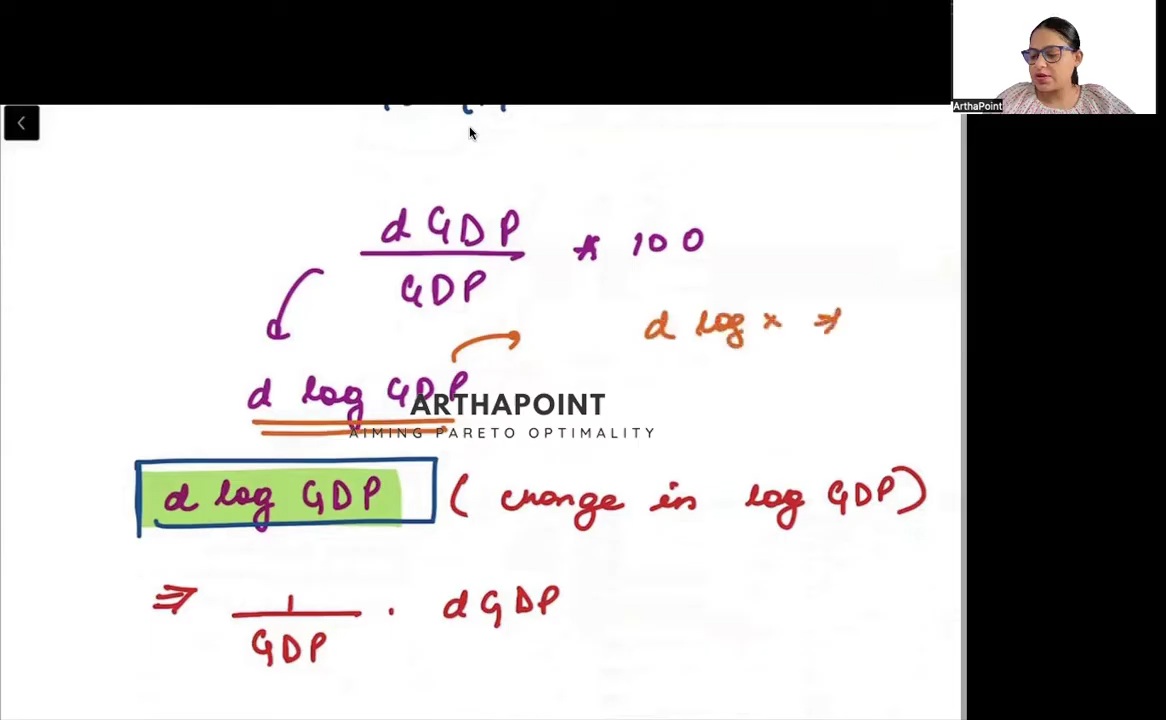 ArthaPoint
d GDP
GDP
* 100
d log x ⇒
d log GDP
ARTHAPOINT
AIMING PARETO OPTIMALITY
d log GDP (change in log GDP)
⇒ 1
GDP
. d GDP